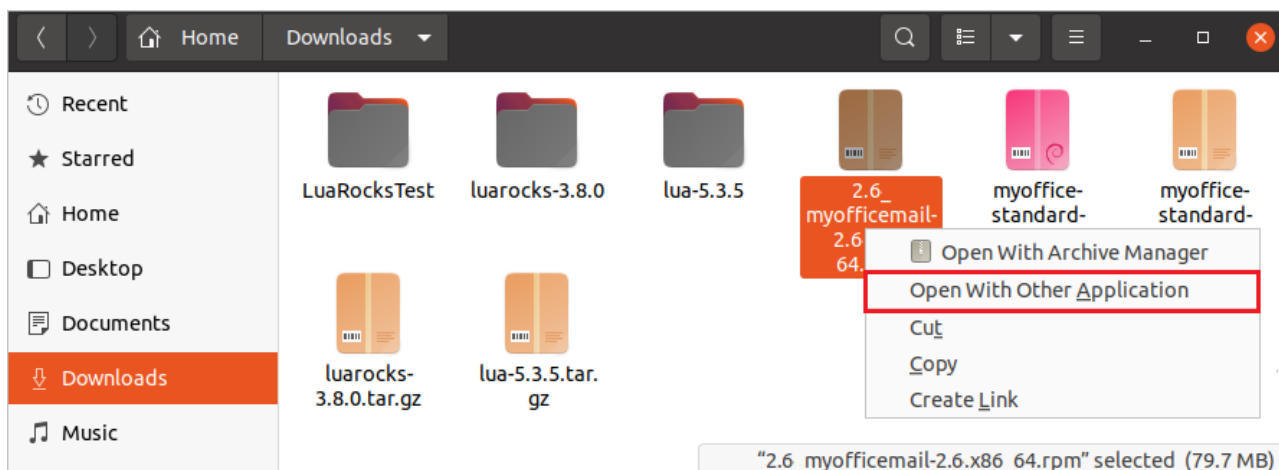 Home
Downloads
Recent
Starred
Home
Desktop
Documents
Downloads
Music
LuaRocksTest
luarocks-3.8.0
lua-5.3.5
2.6_
myofficemail-
2.6
64.
myoffice-
standard-
myoffice-
standard-
luarocks-
3.8.0.tar.gz
lua-5.3.5.tar.
gz
Open With Archive Manager
Open With Other Application
Cut
Copy
Create Link
“2.6_myofficemail-2.6.x86_64.rpm” selected (79.7 MB)